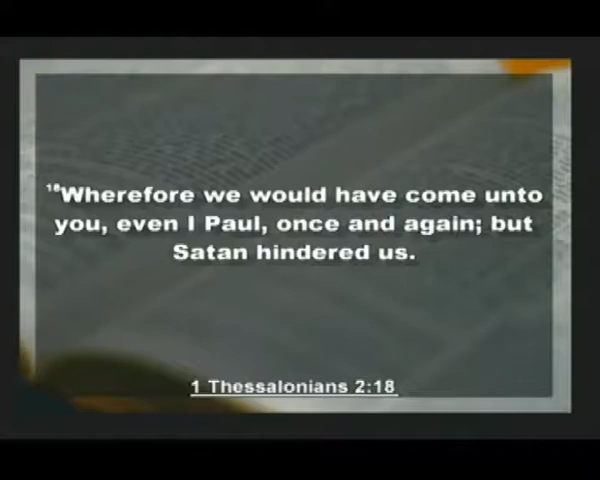 ¹⁸Wherefore we would have come unto
you, even I Paul, once and again; but
Satan hindered us.
1 Thessalonians 2:18